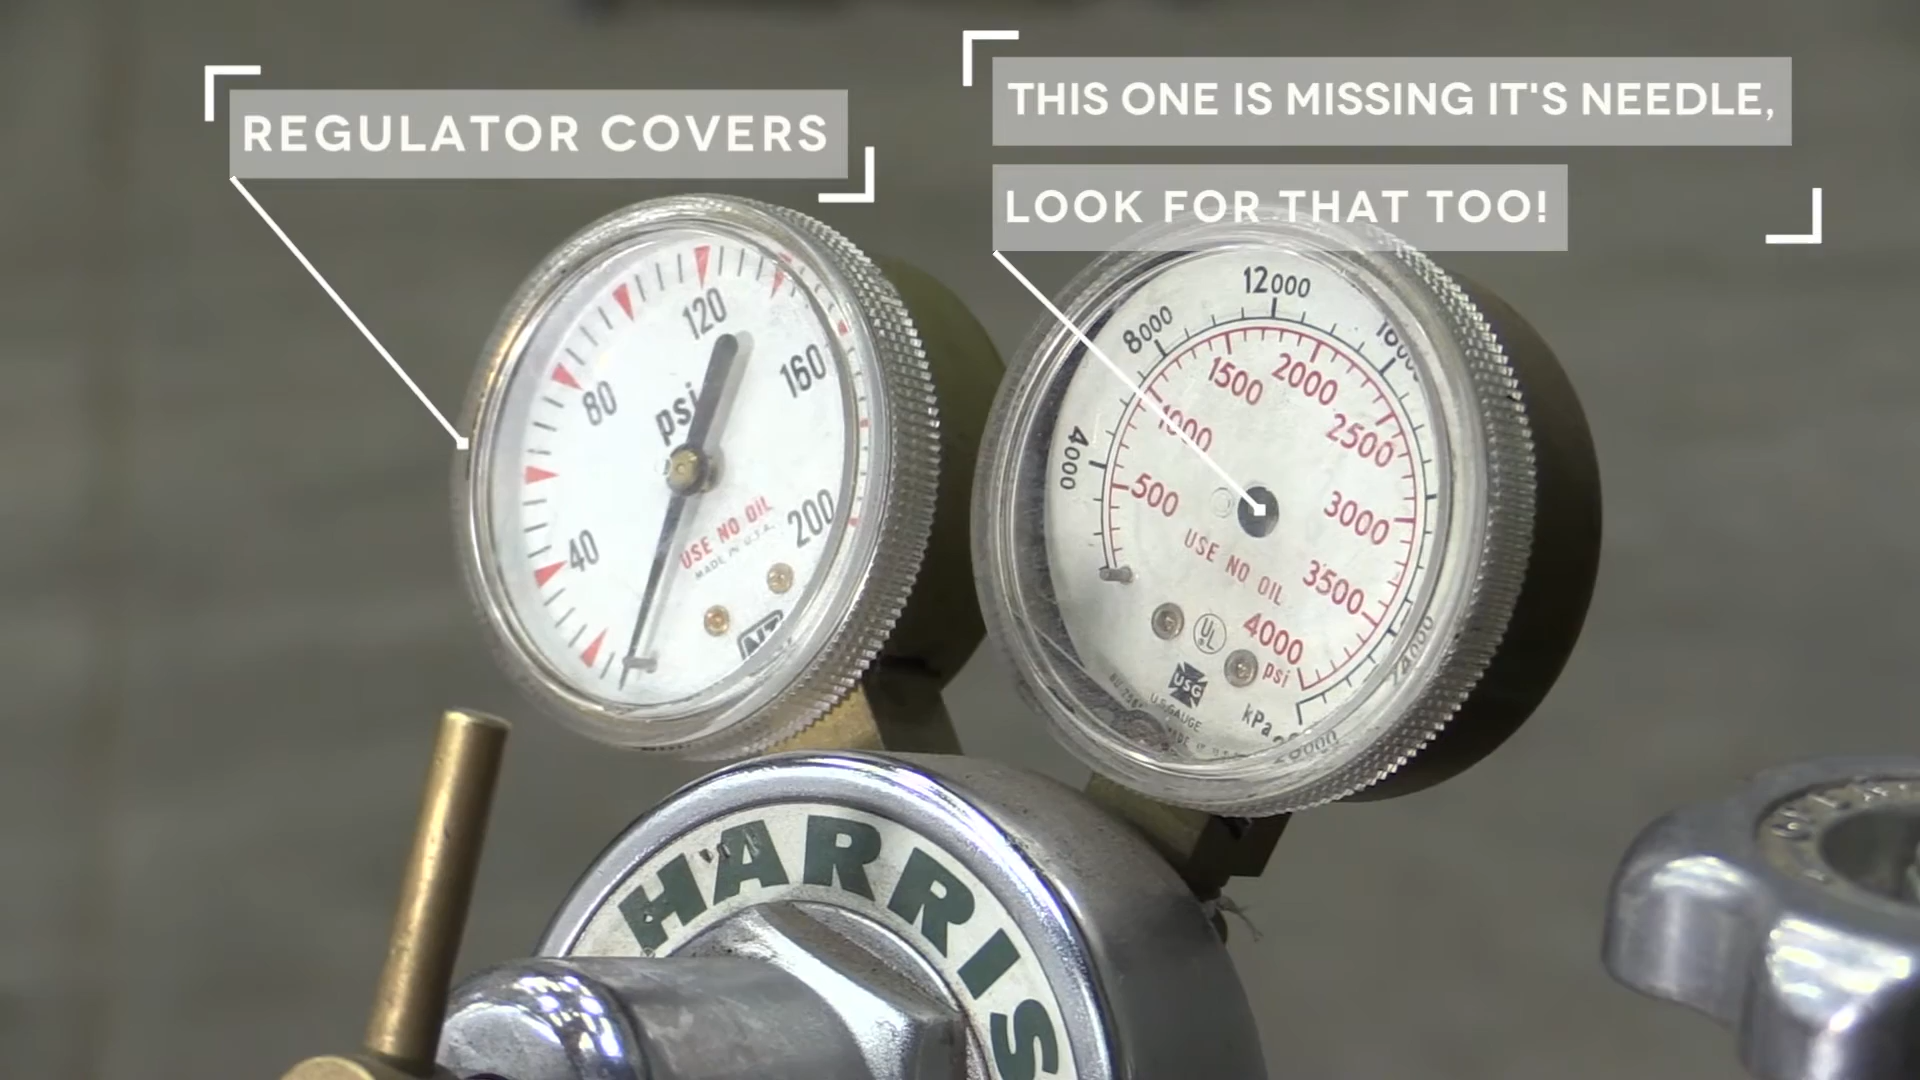 REGULATOR COVERS
THIS ONE IS MISSING IT'S NEEDLE,
LOOK FOR THAT TOO!
40
80
120
160
200
psi
USE NO OIL
MADE IN U.S.A.
4000
8000
12000
500
1000
1500
2000
2500
3000
3500
4000
psi
USE NO OIL
UL
USG
U.S. GAUGE
kPa
HARRIS